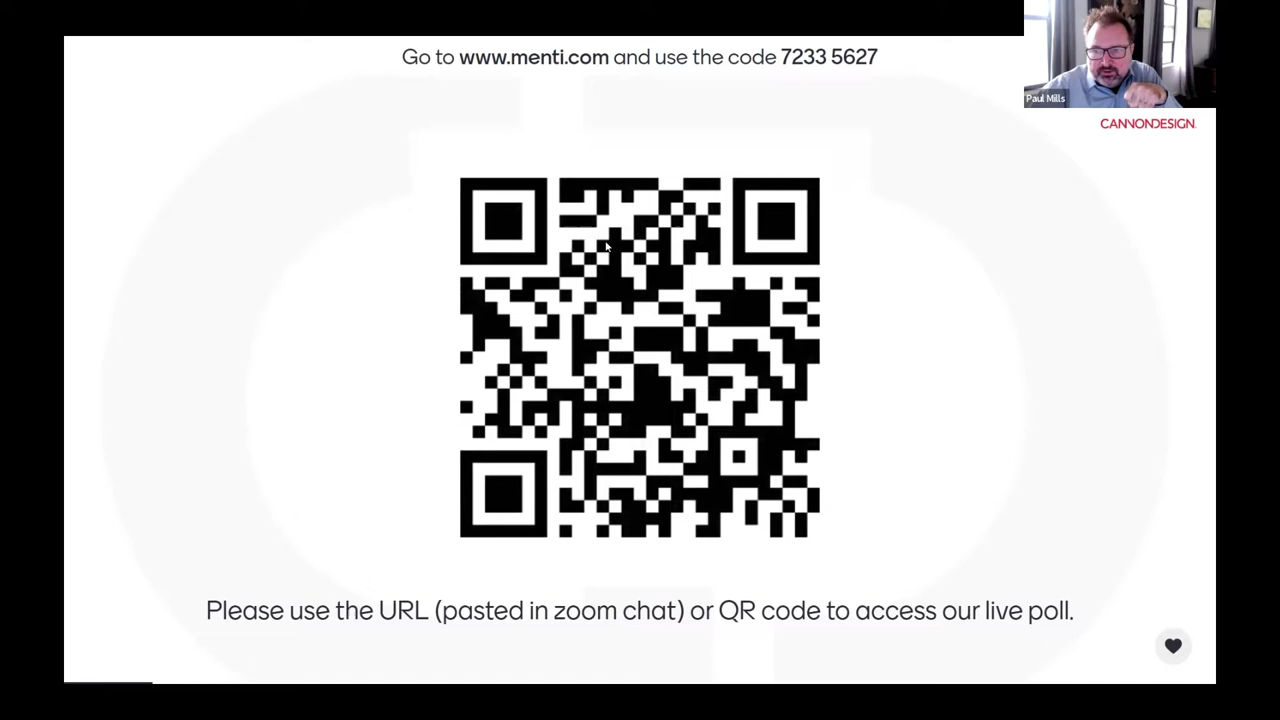 Go to www.menti.com and use the code 7233 5627
Paul Mills
CANNONDESIGN
Please use the URL (pasted in zoom chat) or QR code to access our live poll.